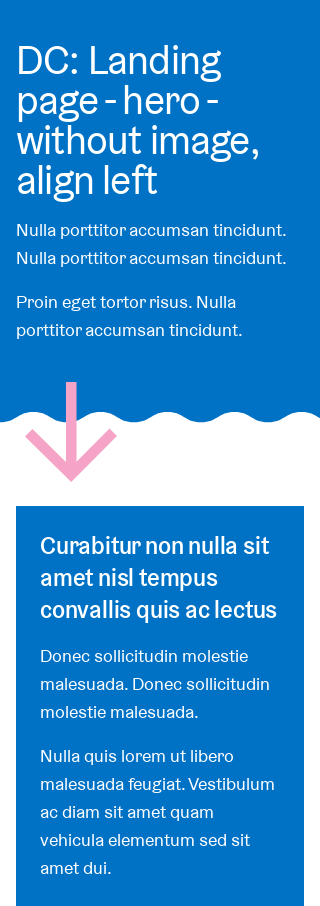 DC: Landing
page - hero -
without image,
align left
Nulla porttitor accumsan tincidunt.
Nulla porttitor accumsan tincidunt.
Proin eget tortor risus. Nulla
porttitor accumsan tincidunt.
Curabitur non nulla sit
amet nisl tempus
convallis quis ac lectus
Donec sollicitudin molestie
malesuada. Donec sollicitudin
molestie malesuada.
Nulla quis lorem ut libero
malesuada feugiat. Vestibulum
ac diam sit amet quam
vehicula elementum sed sit
amet dui.